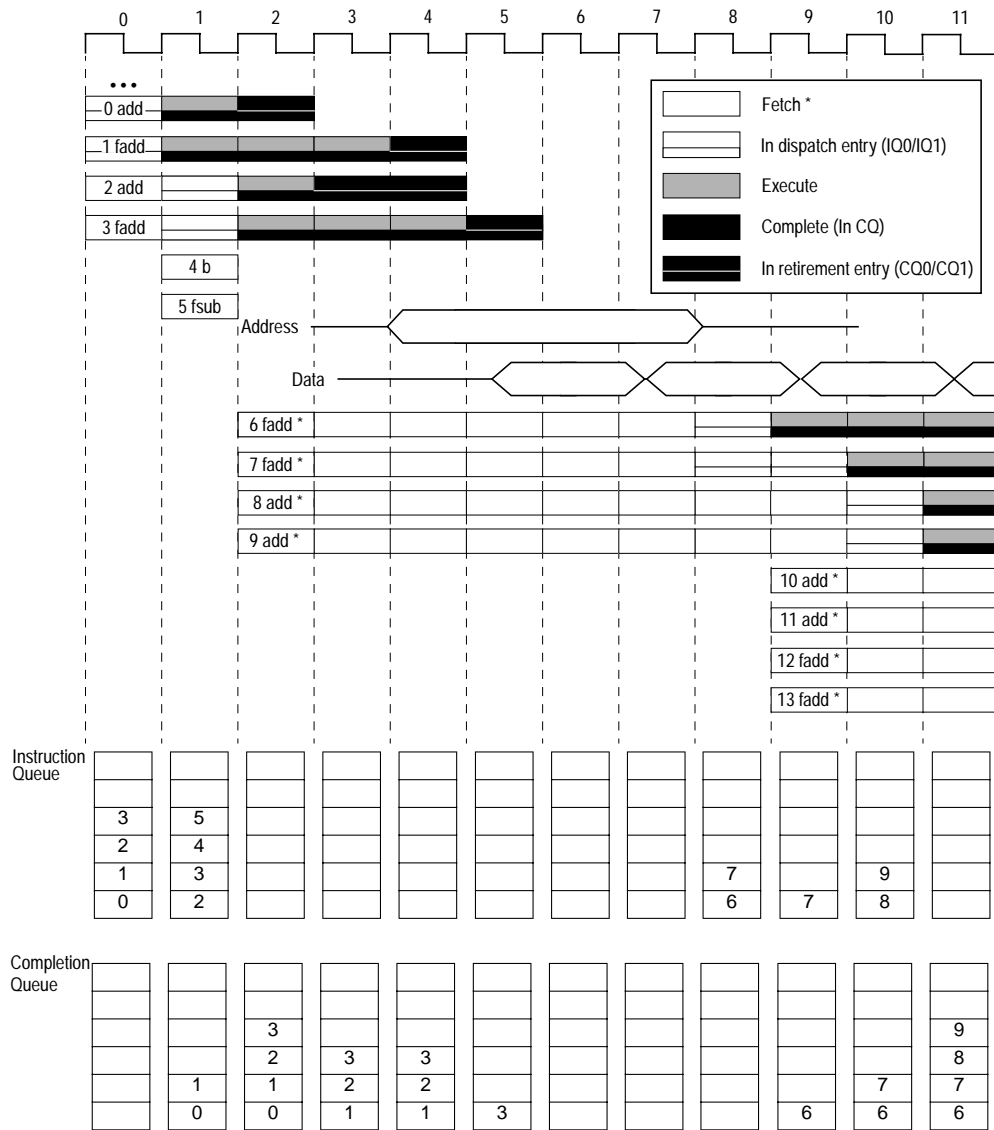 0 1 2 3 4 5 6 7 8 9 10 11
•••
0 add
1 fadd
2 add
3 fadd
4 b
5 fsub
Fetch *
In dispatch entry (IQ0/IQ1)
Execute
Complete (In CQ)
In retirement entry (CQ0/CQ1)
Address
Data
6 fadd *
7 fadd *
8 add *
9 add *
10 add *
11 add *
12 fadd *
13 fadd *
Instruction
Queue
3 5
2 4
1 3 7 9
0 2 6 7 8
Completion
Queue
3 9
2 3 3 8
1 1 2 2 7 7
0 0 1 1 3 6 6 6